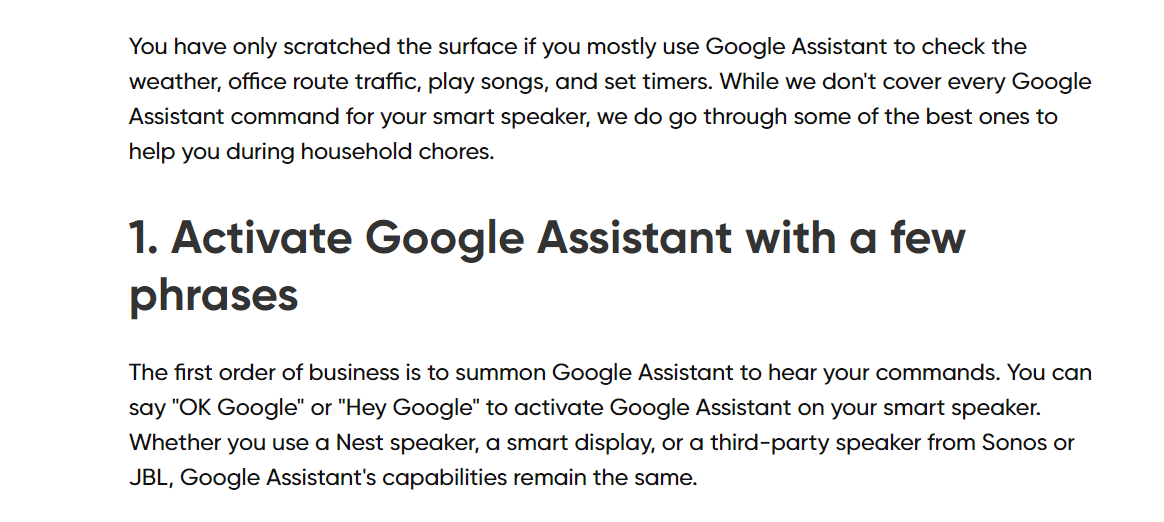 You have only scratched the surface if you mostly use Google Assistant to check the
weather, office route traffic, play songs, and set timers. While we don't cover every Google
Assistant command for your smart speaker, we do go through some of the best ones to
help you during household chores.
1. Activate Google Assistant with a few
phrases
The first order of business is to summon Google Assistant to hear your commands. You can
say "OK Google" or "Hey Google" to activate Google Assistant on your smart speaker.
Whether you use a Nest speaker, a smart display, or a third-party speaker from Sonos or
JBL, Google Assistant's capabilities remain the same.